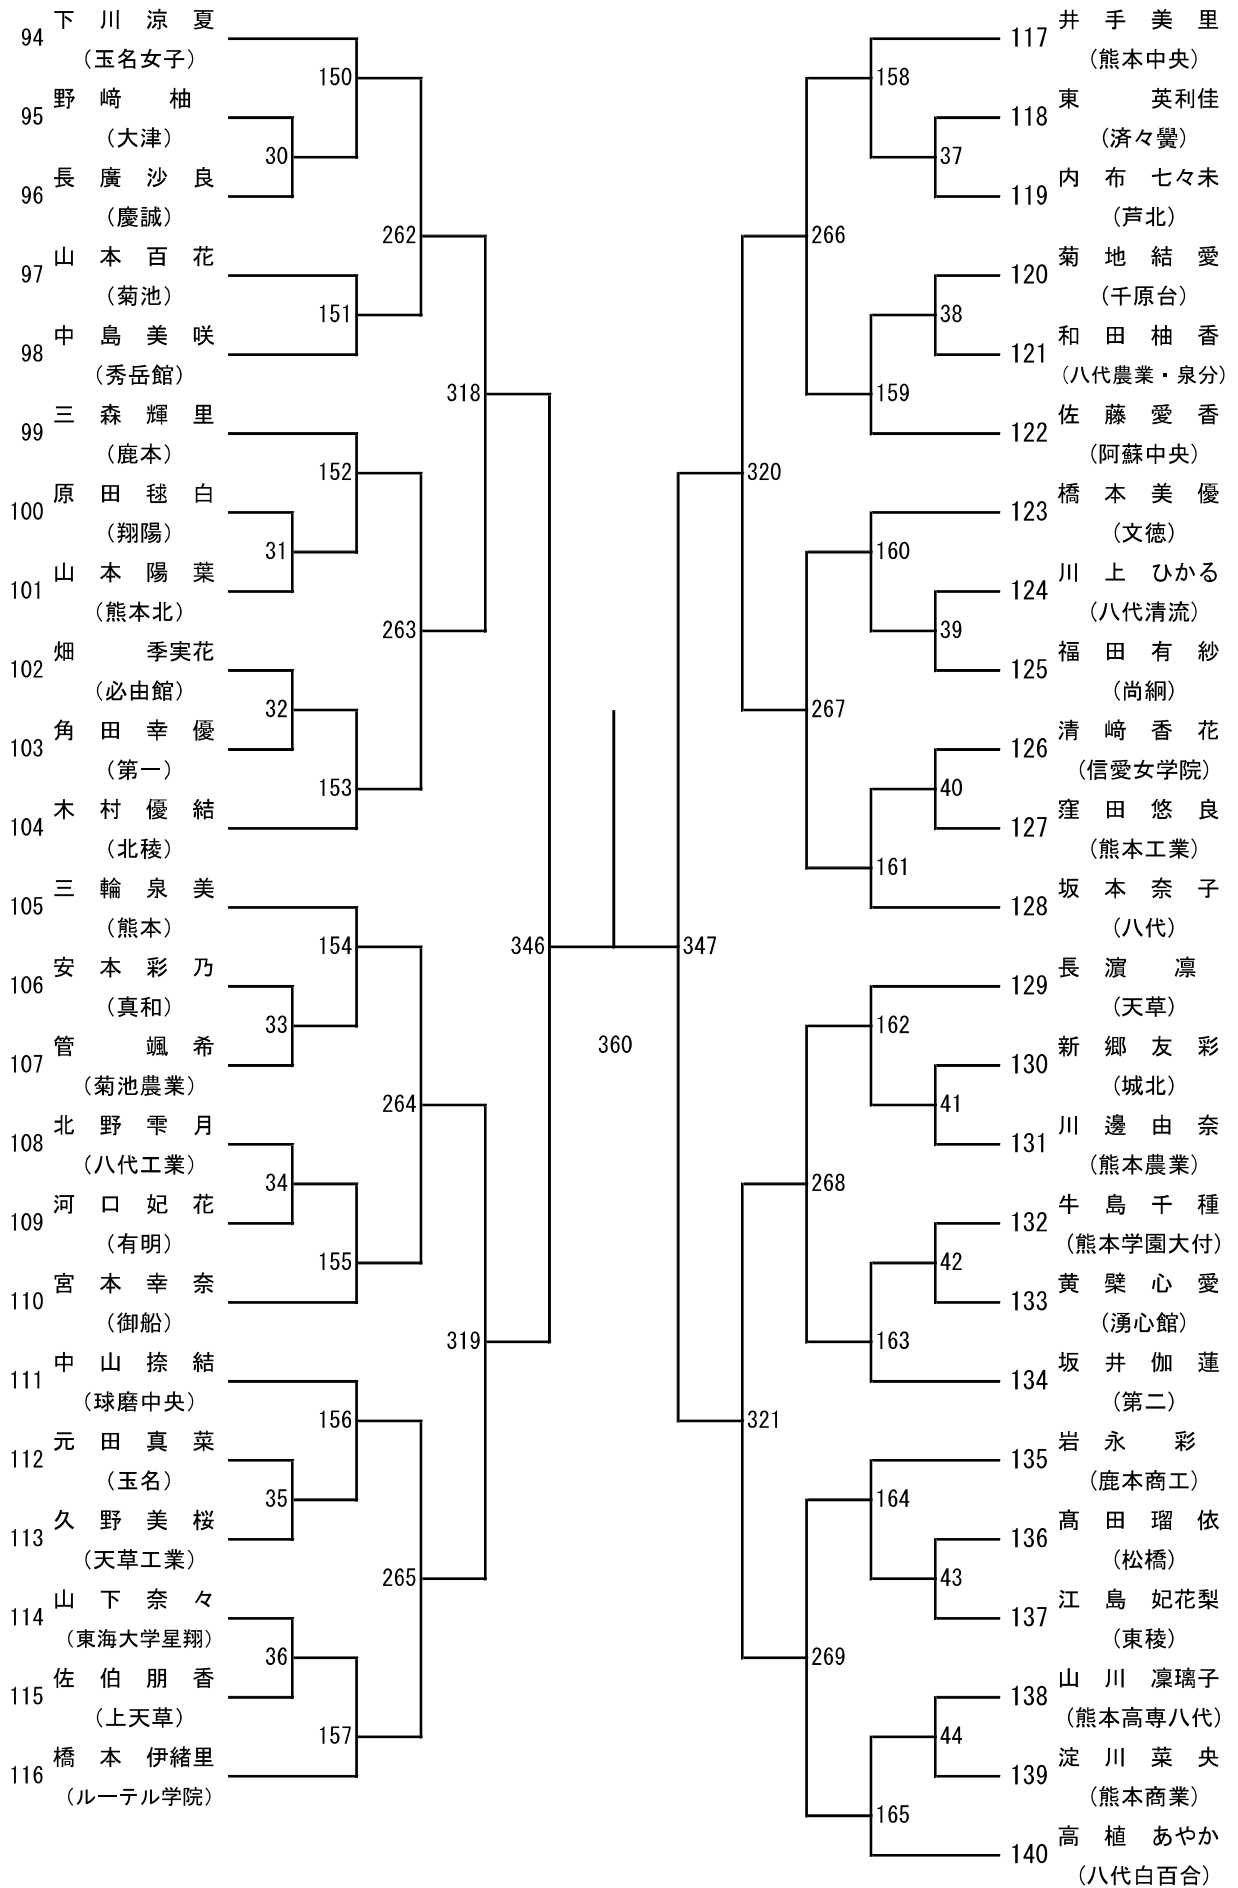 94 下川涼夏
(玉名女子)
95 野﨑柚
(大津)
96 長廣沙良
(慶誠)
97 山本百花
(菊池)
98 中島美咲
(秀岳館)
99 三森輝里
(鹿本)
100 原田毬白
(翔陽)
101 山本陽葉
(熊本北)
102 畑季実花
(必由館)
103 角田幸優
(第一)
104 木村優結
(北稜)
105 三輪泉美
(熊本)
106 安本彩乃
(真和)
107 管颯希
(菊池農業)
108 北野雫月
(八代工業)
109 河口妃花
(有明)
110 宮本幸奈
(御船)
111 中山捺結
(球磨中央)
112 元田真菜
(玉名)
113 久野美桜
(天草工業)
114 山下奈々
(東海大学星翔)
115 佐伯朋香
(上天草)
116 橋本伊緒里
(ルーテル学院)
30
31
32
33
34
35
36
150
151
152
153
154
155
156
157
262
263
264
265
318
319
346
360
347
320
321
266
267
268
269
158
159
160
161
162
163
164
165
37
38
39
40
41
42
43
44
117 井手美里
(熊本中央)
118 東英利佳
(済々黌)
119 内布七々未
(芦北)
120 菊地結愛
(千原台)
121 和田柚香
(八代農業・泉分)
122 佐藤愛香
(阿蘇中央)
123 橋本美優
(文徳)
124 川上ひかる
(八代清流)
125 福田有紗
(尚絅)
126 清﨑香花
(信愛女学院)
127 窪田悠良
(熊本工業)
128 坂本奈子
(八代)
129 長濵凛
(天草)
130 新郷友彩
(城北)
131 川邊由奈
(熊本農業)
132 牛島千種
(熊本学園大付)
133 黄檗心愛
(湧心館)
134 坂井伽蓮
(第二)
135 岩永彩
(鹿本商工)
136 髙田瑠依
(松橋)
137 江島妃花梨
(東稜)
138 山川凜璃子
(熊本高専八代)
139 淀川菜央
(熊本商業)
140 高植あやか
(八代白百合)